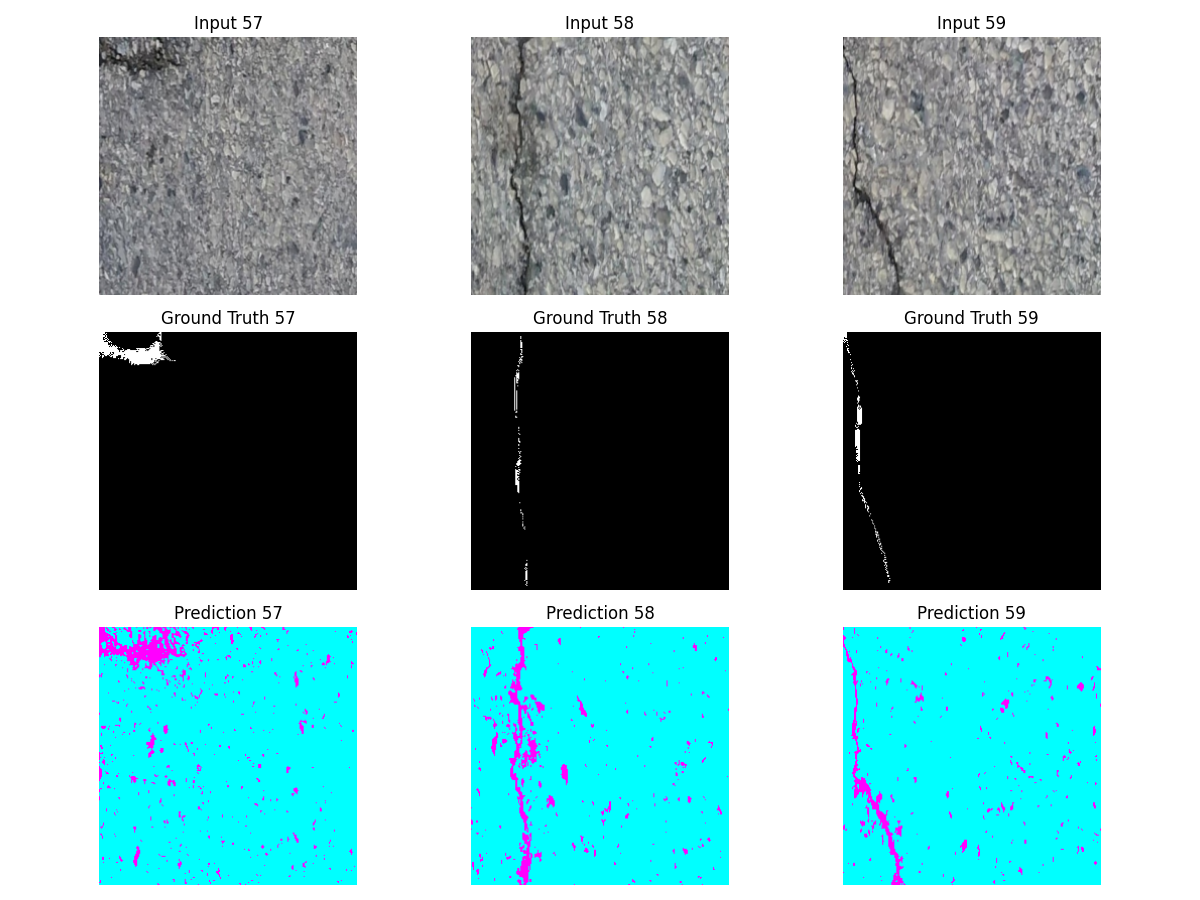 Input 57
Input 58
Input 59
Ground Truth 57
Ground Truth 58
Ground Truth 59
Prediction 57
Prediction 58
Prediction 59